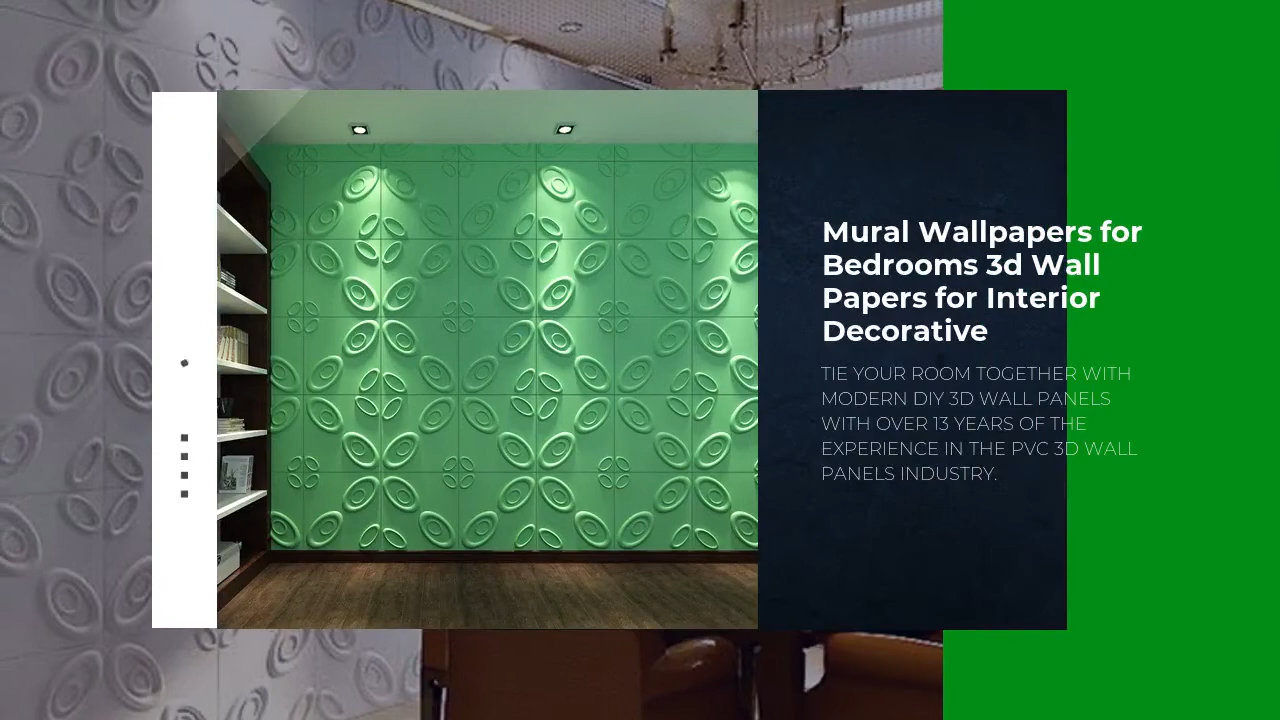 Mural Wallpapers for
Bedrooms 3d Wall
Papers for Interior
Decorative
TIE YOUR ROOM TOGETHER WITH
MODERN DIY 3D WALL PANELS
WITH OVER 13 YEARS OF THE
EXPERIENCE IN THE PVC 3D WALL
PANELS INDUSTRY.